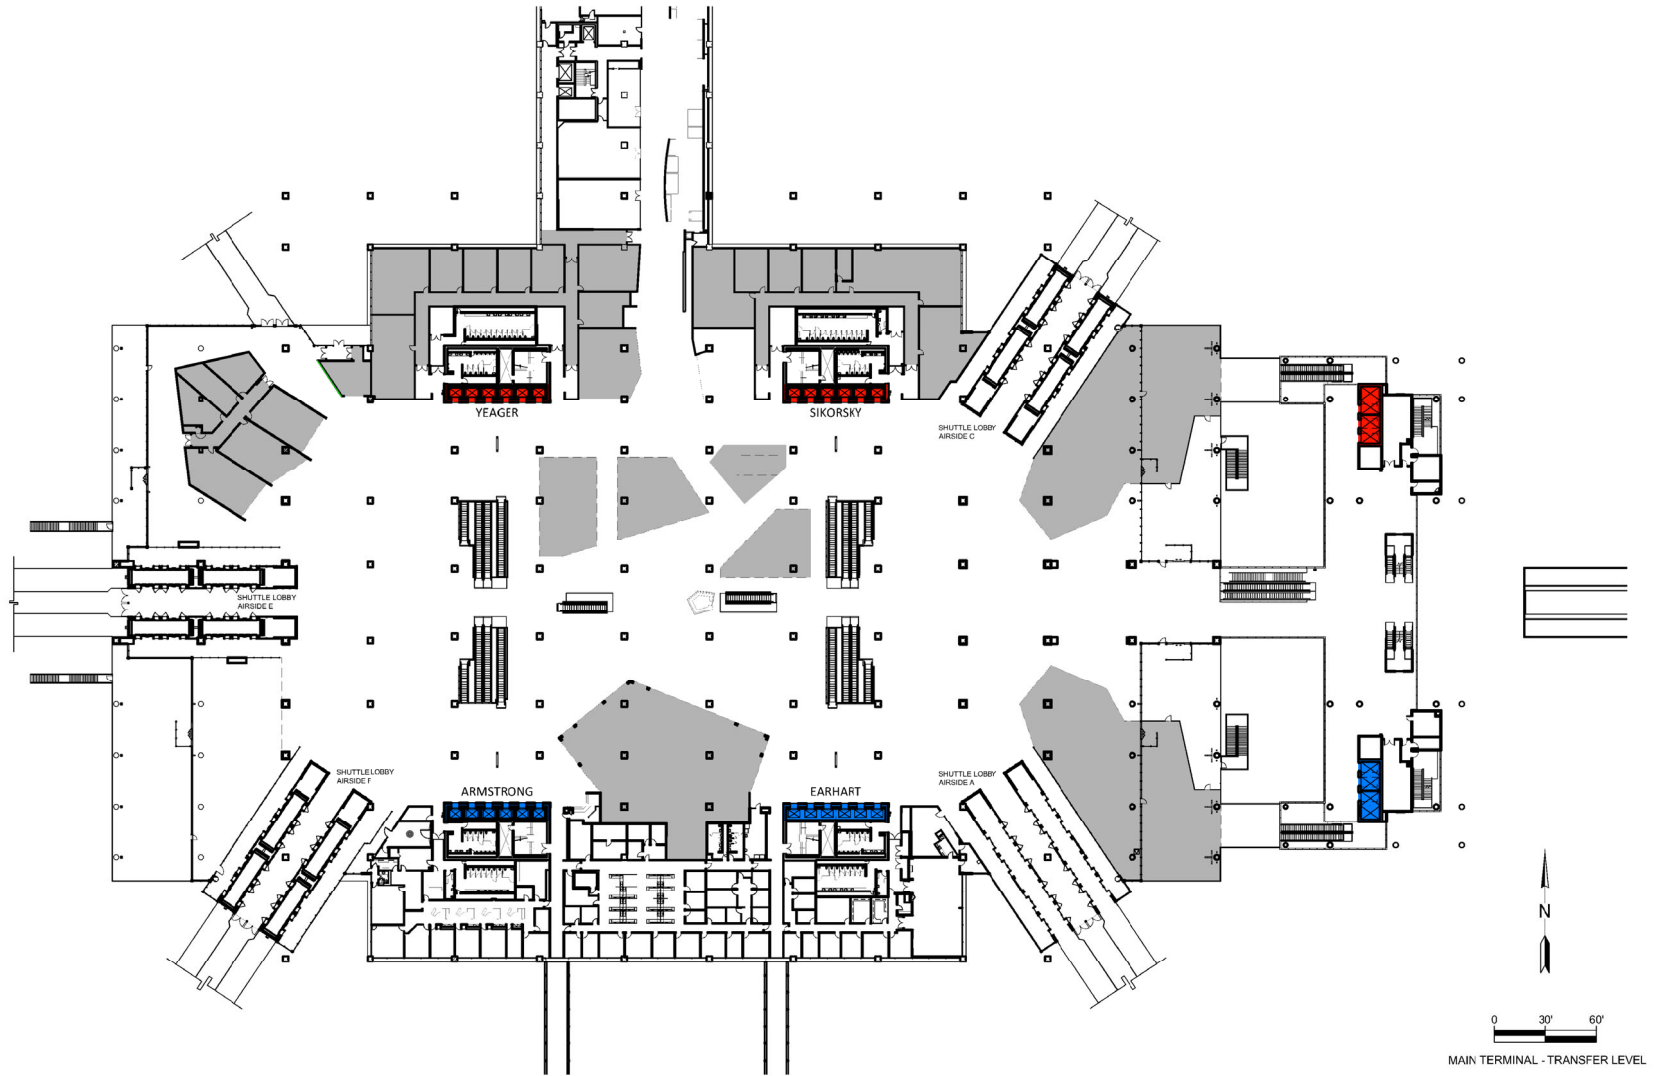 YEAGER
SIKORSKY
SHUTTLE LOBBY
AIRSIDE C
SHUTTLE LOBBY
AIRSIDE E
SHUTTLE LOBBY
AIRSIDE F
SHUTTLE LOBBY
AIRSIDE A
ARMSTRONG
EARHART
N
0 30' 60'
MAIN TERMINAL - TRANSFER LEVEL